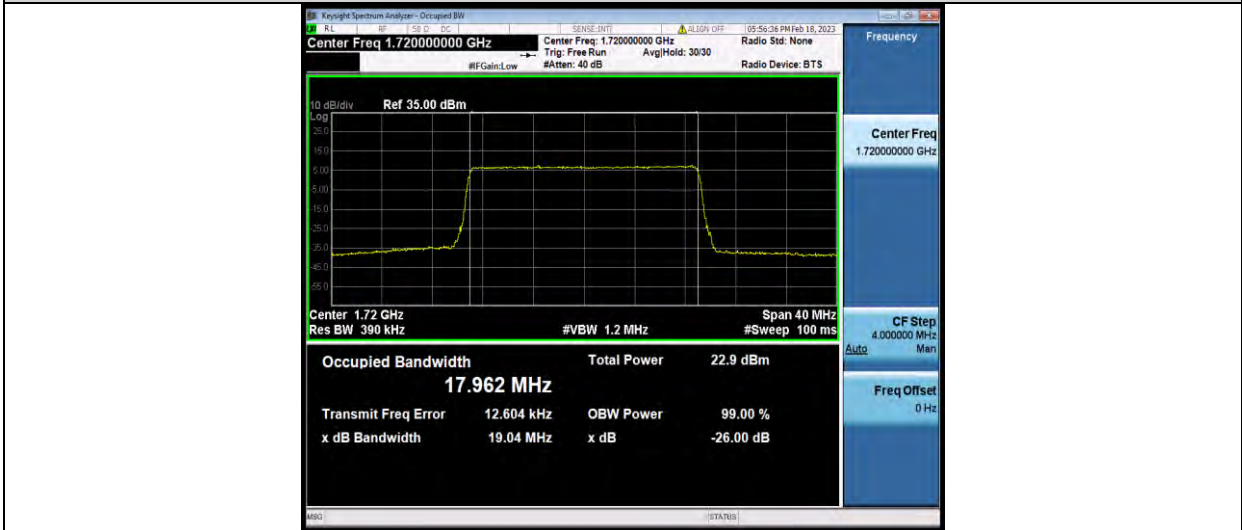 Keysight Spectrum Analyzer - Occupied BW
RL RF 50 Ω DC SENSE:INT ALIGN OFF 05:56:36 PM Feb 18, 2023
Center Freq 1.720000000 GHz
Center Freq: 1.720000000 GHz
Radio Std: None
Trig: Free Run Avg|Hold: 30/30
#IFGain:Low #Atten: 40 dB Radio Device: BTS
Frequency
10 dB/div Ref 35.00 dBm
Log
25.0
15.0
5.00
-5.00
-15.0
-25.0
-35.0
-45.0
-55.0
Center Freq
1.720000000 GHz
Center 1.72 GHz Span 40 MHz
Res BW 390 kHz #VBW 1.2 MHz #Sweep 100 ms
CF Step
4.000000 MHz
Auto Man
Occupied Bandwidth Total Power 22.9 dBm
17.962 MHz
Freq Offset
0 Hz
Transmit Freq Error 12.604 kHz OBW Power 99.00 %
x dB Bandwidth 19.04 MHz x dB -26.00 dB
MSG STATUS